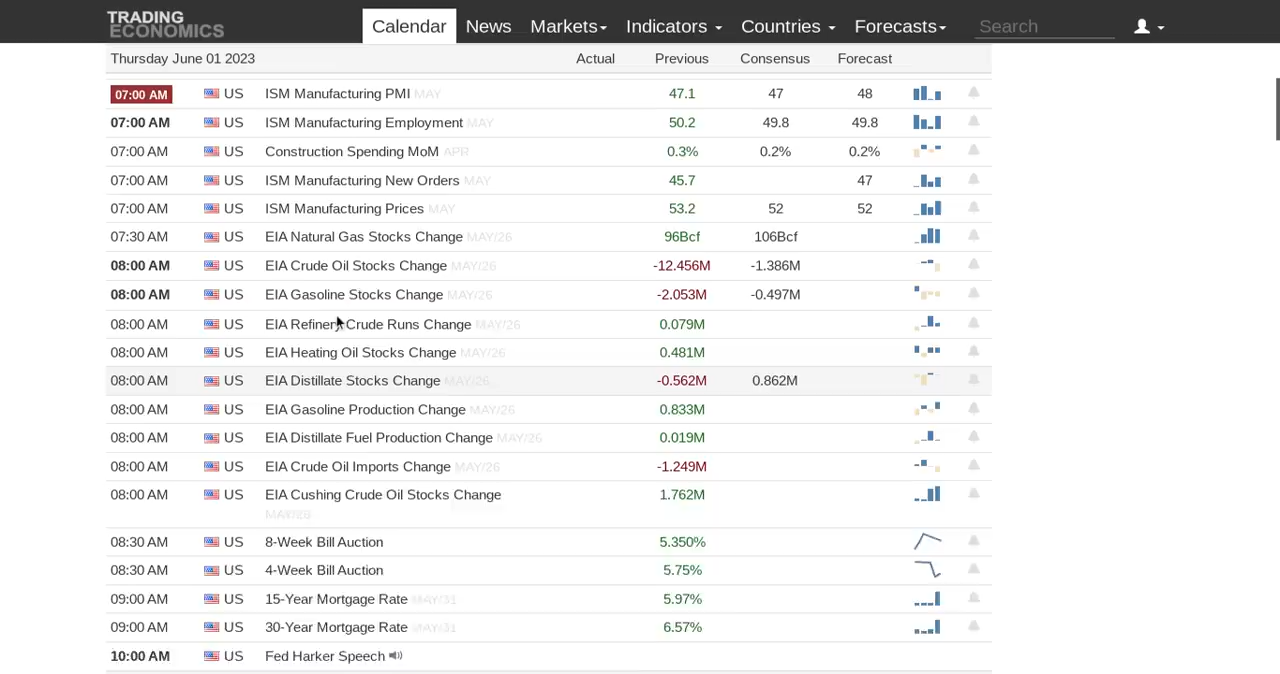 TRADING ECONOMICS Calendar News Markets Indicators Countries Forecasts Search
Thursday June 01 2023 Actual Previous Consensus Forecast
07:00 AM US ISM Manufacturing PMI MAY 47.1 47 48
07:00 AM US ISM Manufacturing Employment MAY 50.2 49.8 49.8
07:00 AM US Construction Spending MoM APR 0.3% 0.2% 0.2%
07:00 AM US ISM Manufacturing New Orders MAY 45.7 47
07:00 AM US ISM Manufacturing Prices MAY 53.2 52 52
07:30 AM US EIA Natural Gas Stocks Change MAY/26 96Bcf 106Bcf
08:00 AM US EIA Crude Oil Stocks Change MAY/26 -12.456M -1.386M
08:00 AM US EIA Gasoline Stocks Change MAY/26 -2.053M -0.497M
08:00 AM US EIA Refinery Crude Runs Change MAY/26 0.079M
08:00 AM US EIA Heating Oil Stocks Change MAY/26 0.481M
08:00 AM US EIA Distillate Stocks Change MAY/26 -0.562M 0.862M
08:00 AM US EIA Gasoline Production Change MAY/26 0.833M
08:00 AM US EIA Distillate Fuel Production Change MAY/26 0.019M
08:00 AM US EIA Crude Oil Imports Change MAY/26 -1.249M
08:00 AM US EIA Cushing Crude Oil Stocks Change 1.762M
MAY/26
08:30 AM US 8-Week Bill Auction 5.350%
08:30 AM US 4-Week Bill Auction 5.75%
09:00 AM US 15-Year Mortgage Rate MAY/31 5.97%
09:00 AM US 30-Year Mortgage Rate MAY/31 6.57%
10:00 AM US Fed Harker Speech